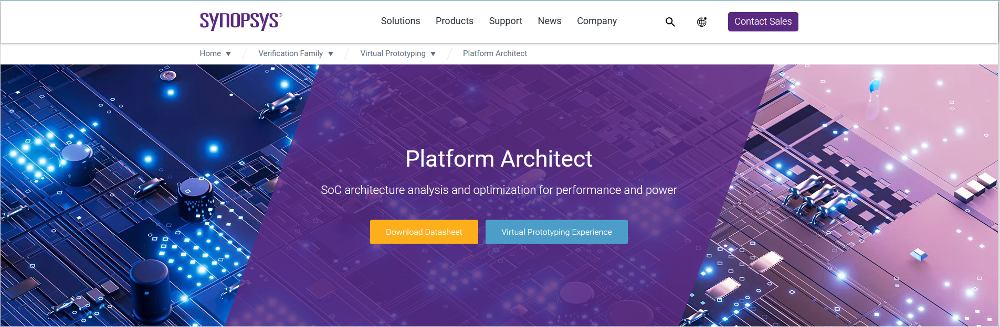 SYNOPSYS®
Solutions Products Support News Company
Contact Sales
Home Verification Family Virtual Prototyping Platform Architect
Platform Architect
SoC architecture analysis and optimization for performance and power
Download Datasheet Virtual Prototyping Experience